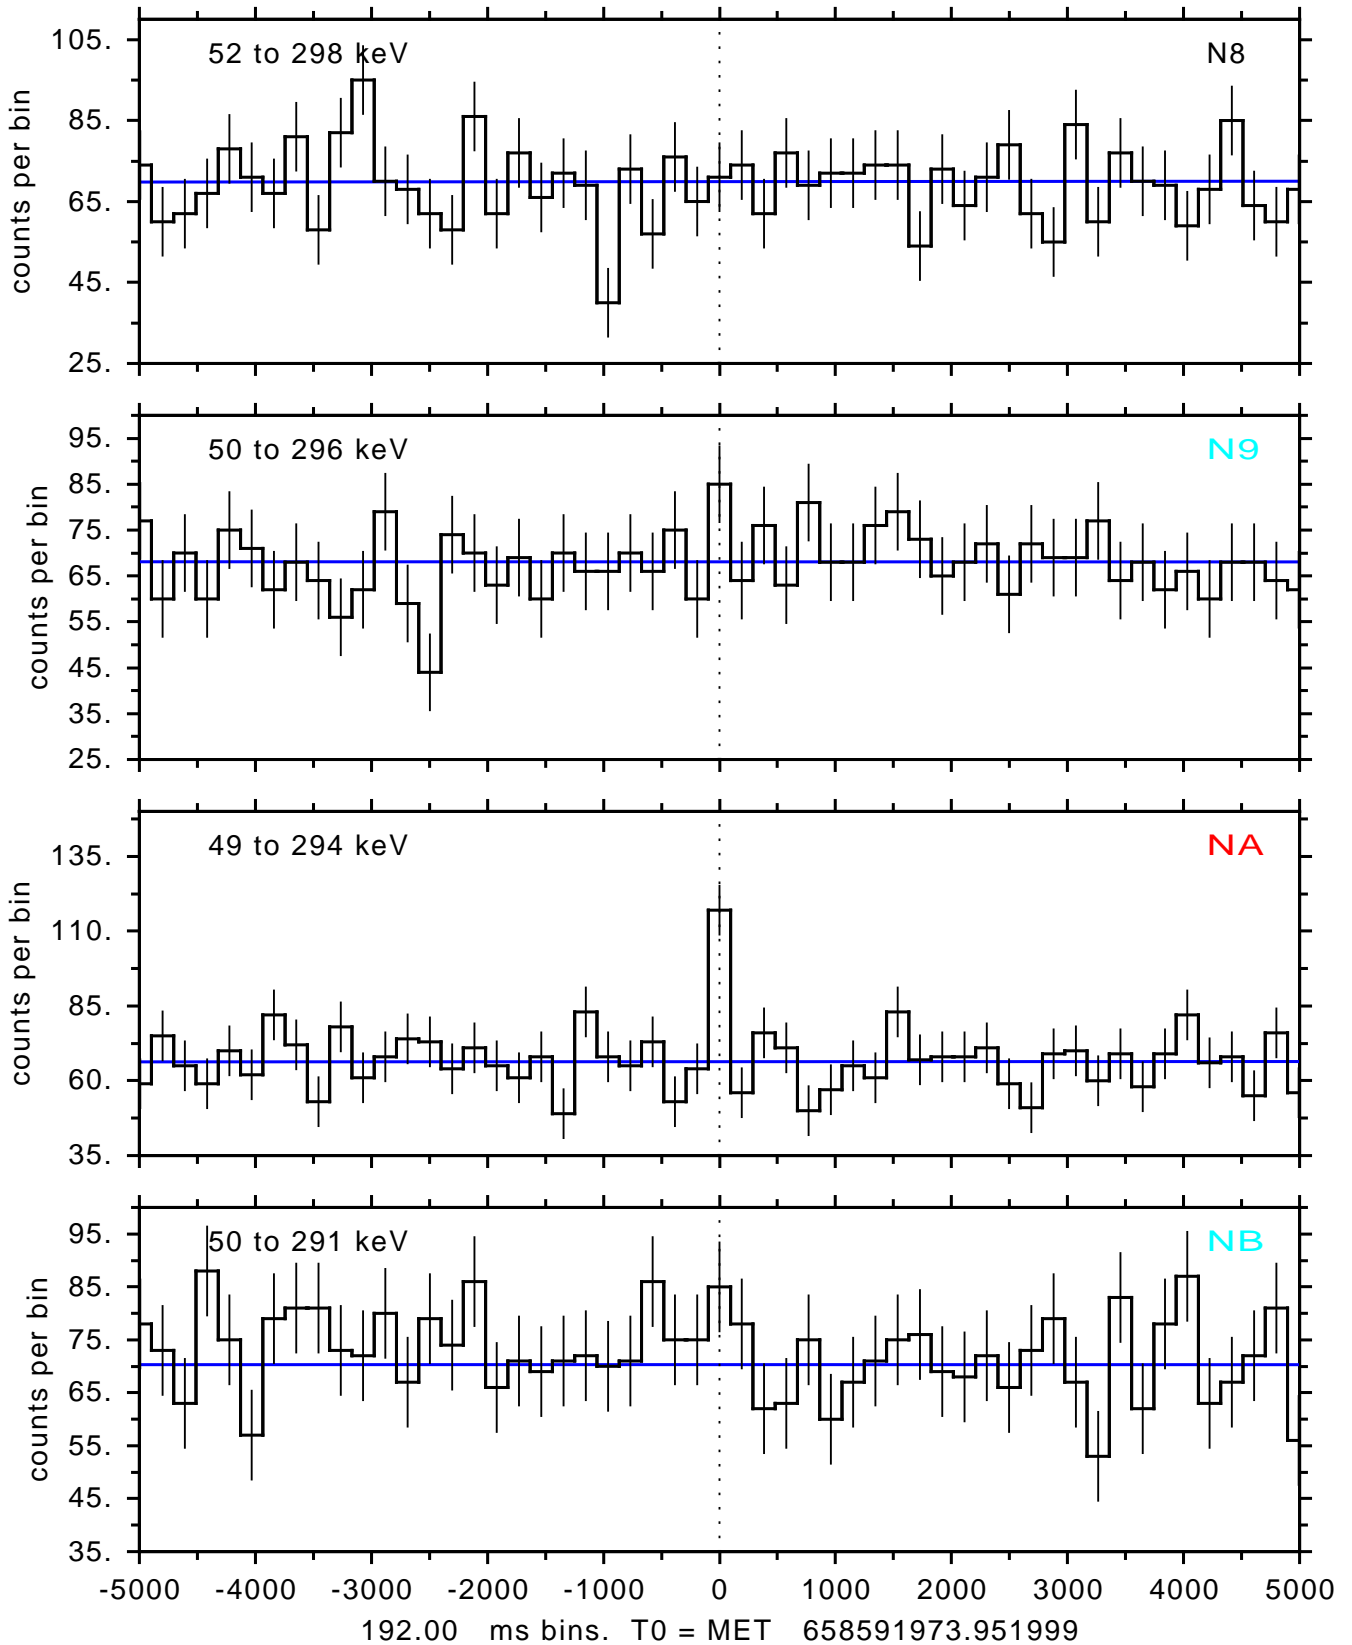 105.
85.
65.
45.
25.
counts per bin
52 to 298 keV
N8
95.
85.
75.
65.
55.
45.
35.
25.
counts per bin
50 to 296 keV
N9
135.
110.
85.
60.
35.
counts per bin
49 to 294 keV
NA
95.
85.
75.
65.
55.
45.
35.
counts per bin
50 to 291 keV
NB
-5000 -4000 -3000 -2000 -1000 0 1000 2000 3000 4000 5000
192.00 ms bins. T0 = MET 658591973.951999